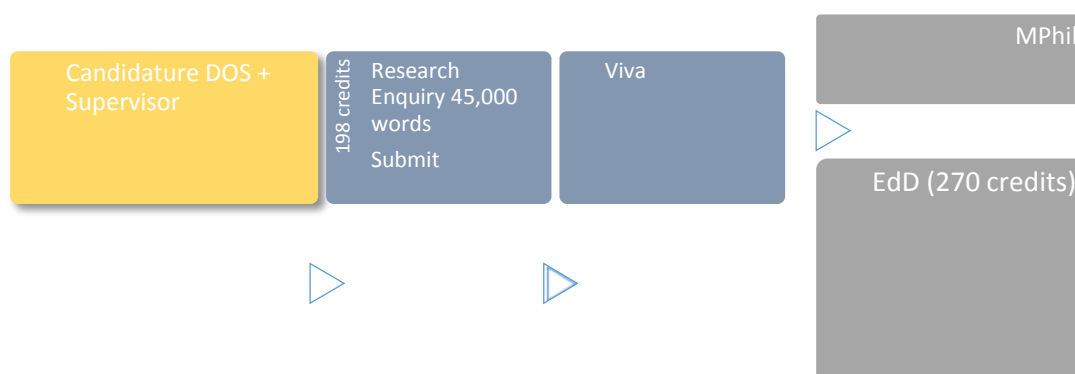 Candidature DOS +
Supervisor
198 credits
Research
Enquiry 45,000
words
Submit
Viva
MPhil
EdD (270 credits)